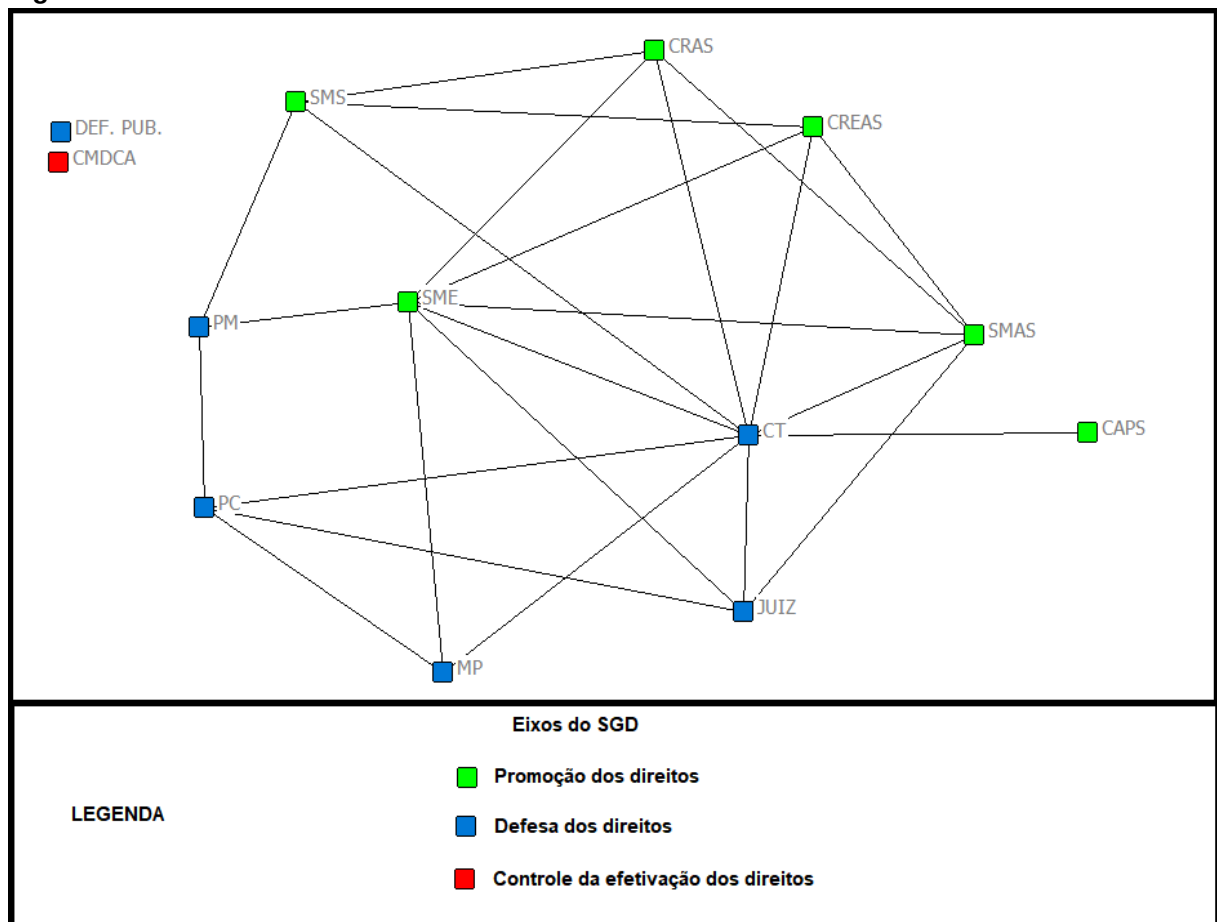 CRAS
SMS
CREAS
DEF. PUB.
CMDCA
SME
PM
SMAS
CT
CAPS
PC
JUIZ
MP
Eixos do SGD
Promoção dos direitos
LEGENDA
Defesa dos direitos
Controle da efetivação dos direitos